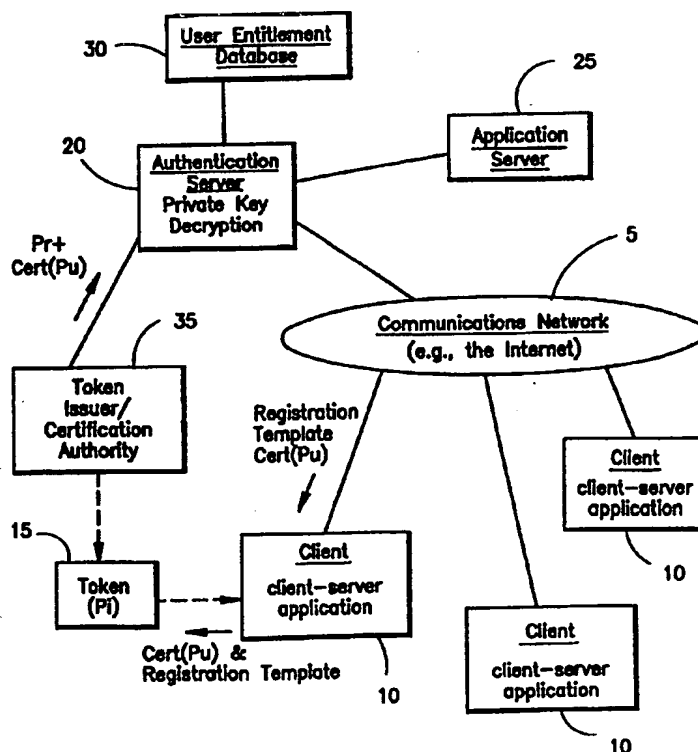 30
User Entitlement
Database
25
Application
Server
20
Authentication
Server
Private Key
Decryption
Pr+
Cert(Pu)
5
Communications Network
(e.g., the Internet)
35
Token
Issuer/
Certification
Authority
Registration
Template
Cert(Pu)
Client
client-server
application
10
15
Token
(Pi)
Client
client-server
application
Cert(Pu) &
Registration Template
10
Client
client-server
application
10